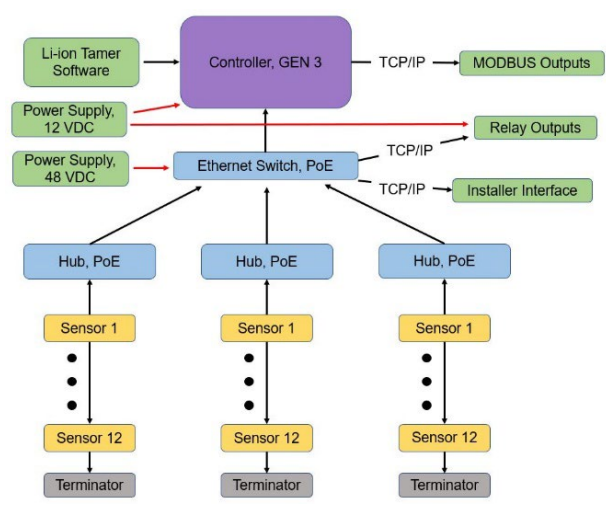 Li-ion Tamer
Software
Controller, GEN 3
TCP/IP
MODBUS Outputs
Power Supply,
12 VDC
Relay Outputs
TCP/IP
Power Supply,
48 VDC
Ethernet Switch, PoE
TCP/IP
Installer Interface
Hub, PoE
Hub, PoE
Hub, PoE
Sensor 1
Sensor 1
Sensor 1
Sensor 12
Sensor 12
Sensor 12
Terminator
Terminator
Terminator